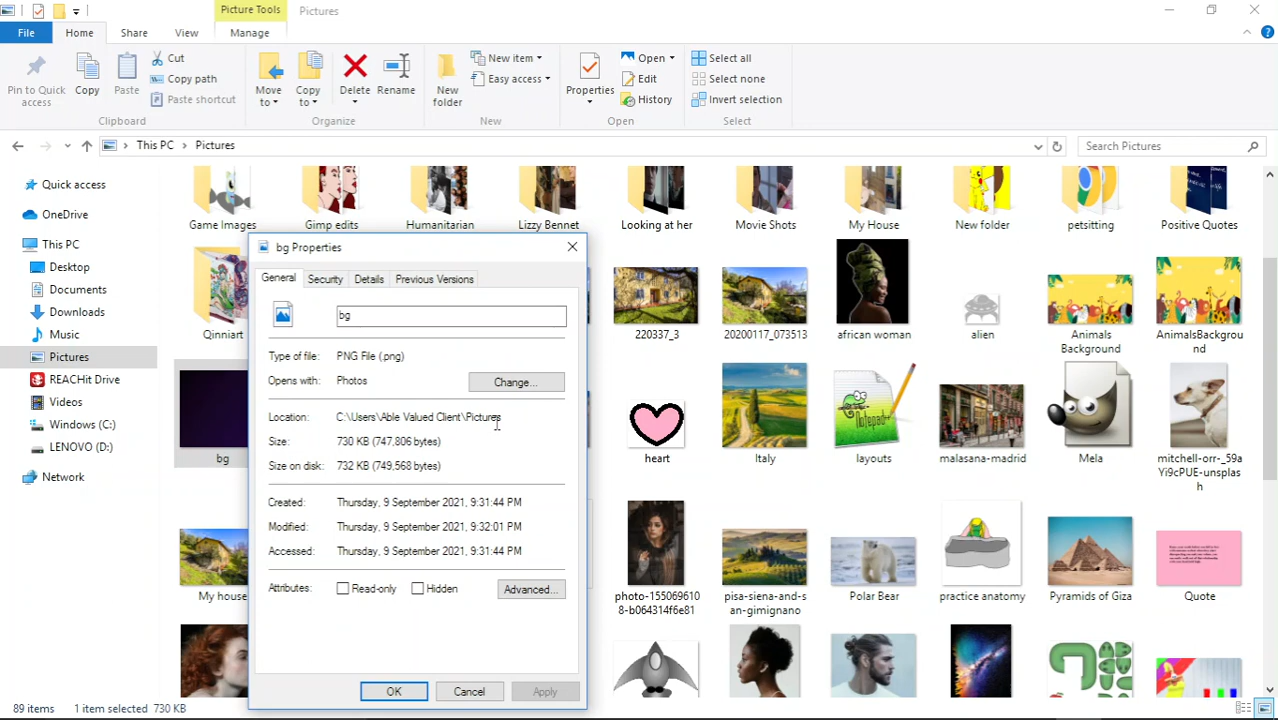 Picture Tools
Pictures
File
Home
Share
View
Manage
Pin to Quick access
Copy
Paste
Cut
Copy path
Paste shortcut
Clipboard
Move to
Copy to
Delete
Rename
Organize
New folder
New item
Easy access
New
Properties
Open
Edit
History
Open
Select all
Select none
Invert selection
Select
This PC
Pictures
Search Pictures
Quick access
OneDrive
This PC
Desktop
Documents
Downloads
Music
Pictures
REACHit Drive
Videos
Windows (C:)
LENOVO (D:)
Network
Game Images
Gimp edits
Humanitarian
Lizzy Bennet
Looking at her
Movie Shots
My House
New folder
petsitting
Positive Quotes
Qinniart
220337_3
20200117_073513
african woman
alien
Animals
Background
AnimalsBackgrou
nd
bg
heart
Italy
Notepad++
layouts
malasana-madrid
Mela
mitchell-orr-_59a
Yi9cPUE-unsplas
h
My hous
photo-155069610
8-b064314f6e81
pisa-siena-and-s
an-gimignano
Polar Bear
practice anatomy
Pyramids of Giza
Quote
bg Properties
General
Security
Details
Previous Versions
bg
Type of file: PNG File (.png)
Opens with: Photos
Change...
Location: C:\Users\Able Valued Client\Pictures
Size: 730 KB (747,806 bytes)
Size on disk: 732 KB (749,568 bytes)
Created: Thursday, 9 September 2021, 9:31:44 PM
Modified: Thursday, 9 September 2021, 9:32:01 PM
Accessed: Thursday, 9 September 2021, 9:31:44 PM
Attributes: Read-only Hidden Advanced...
OK
Cancel
Apply
89 items
1 item selected 730 KB